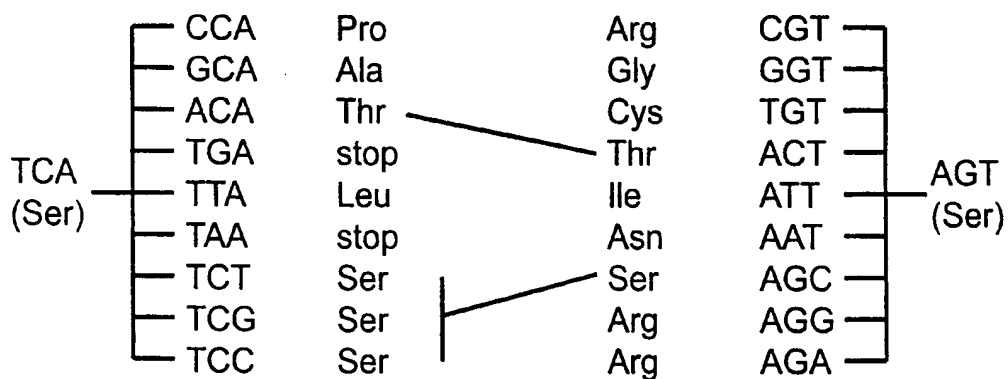 CCA Pro Arg CGT
GCA Ala Gly GGT
ACA Thr Cys TGT
TGA stop Thr ACT
TCA (Ser) TTA Leu Ile ATT AGT (Ser)
TAA stop Asn AAT
TCT Ser Ser AGC
TCG Ser Arg AGG
TCC Ser Arg AGA